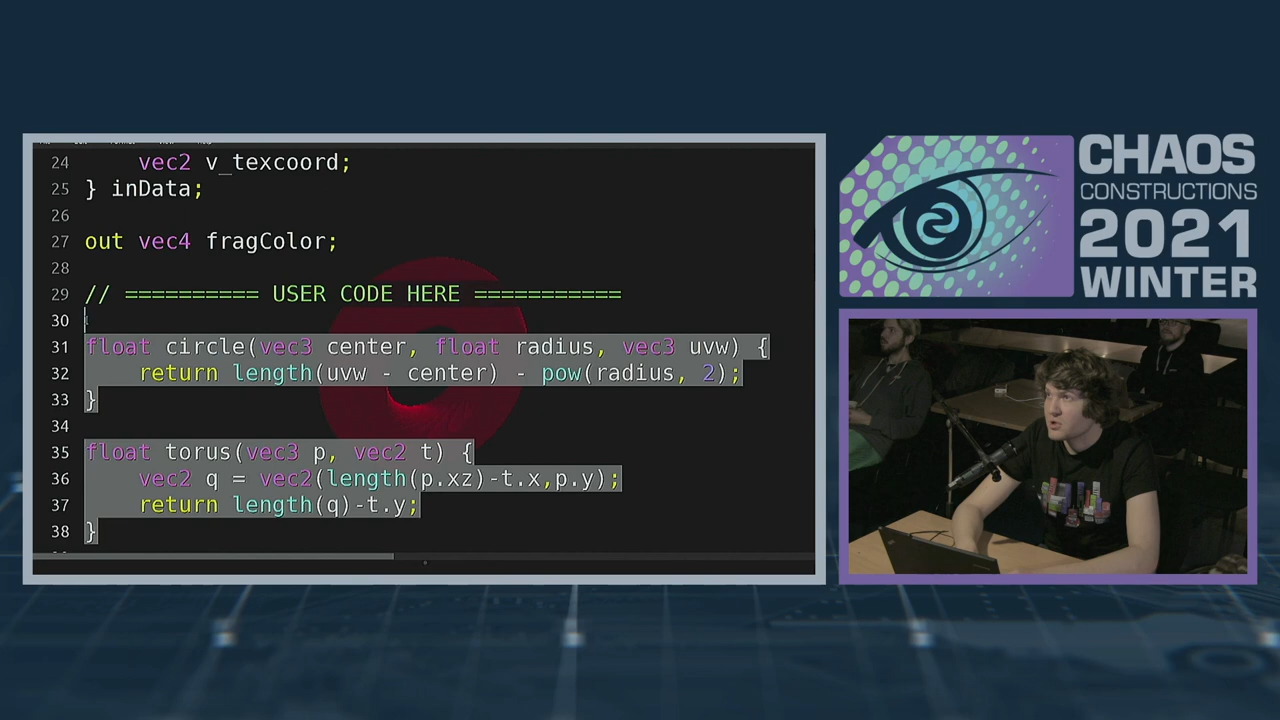 24 vec2 v_texcoord;
25 } inData;
26
27 out vec4 fragColor;
28
29 // ========== USER CODE HERE ===========
30
31 float circle(vec3 center, float radius, vec3 uvw) {
32 return length(uvw - center) - pow(radius, 2);
33 }
34
35 float torus(vec3 p, vec2 t) {
36 vec2 q = vec2(length(p.xz)-t.x,p.y);
37 return length(q)-t.y;
38 }
CHAOS
CONSTRUCTIONS
2021
WINTER